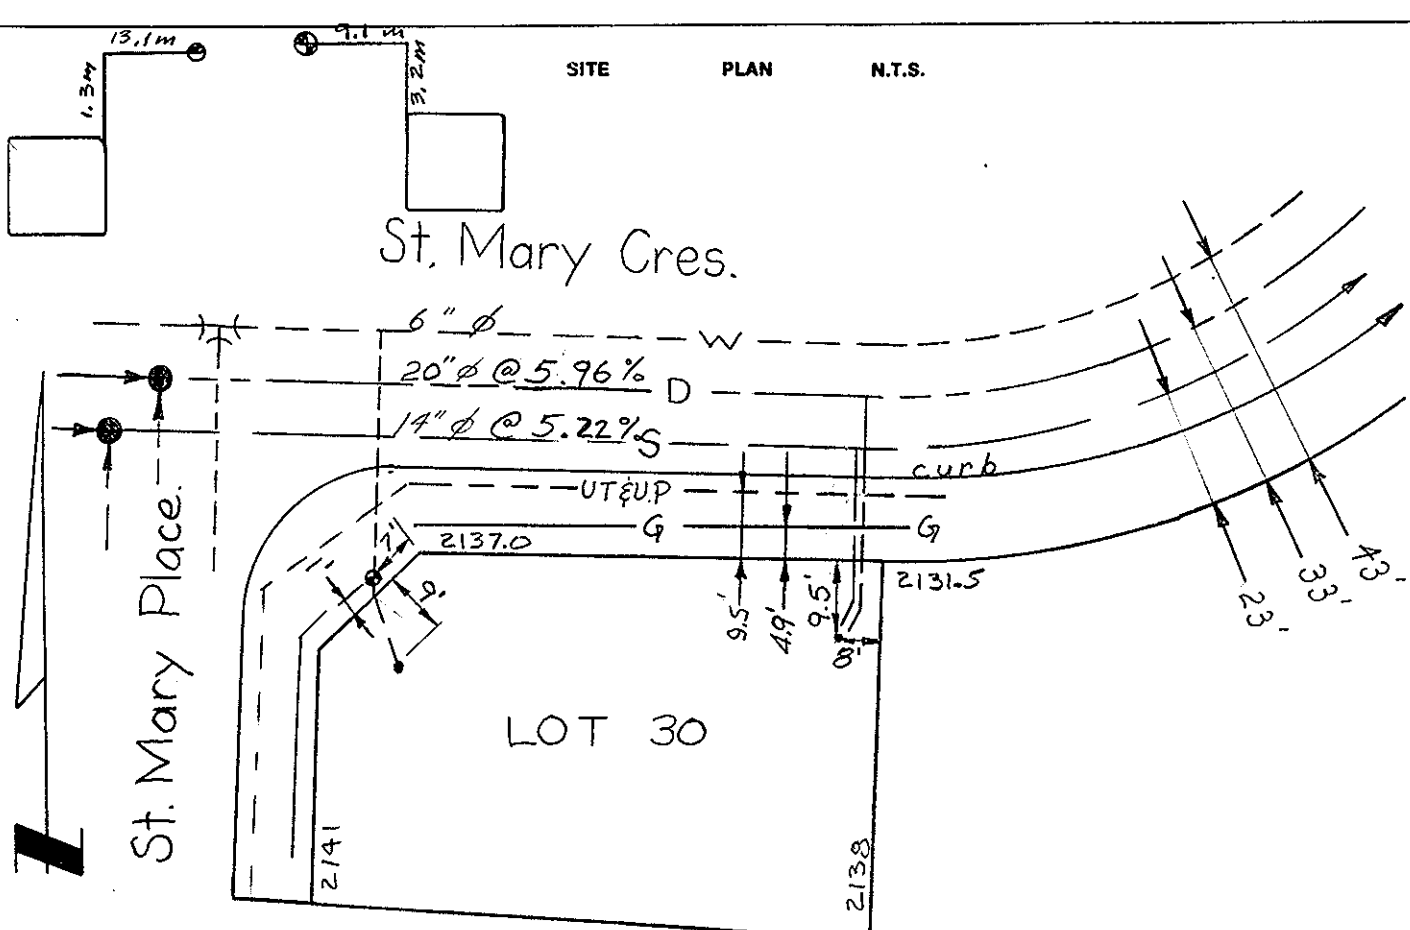 13.1m
9.1 m
1.3m
3.2m
SITE PLAN N.T.S.
St. Mary Cres.
6" ϕ W
20" ϕ @ 5.96% D
14" ϕ @ 5.22% S
curb
UT&U.P
G G
2137.0
2131.5
7'
9'
9.5'
4.9'
9.5'
8'
23'
33'
43'
St. Mary Place.
LOT 30
2141
2138